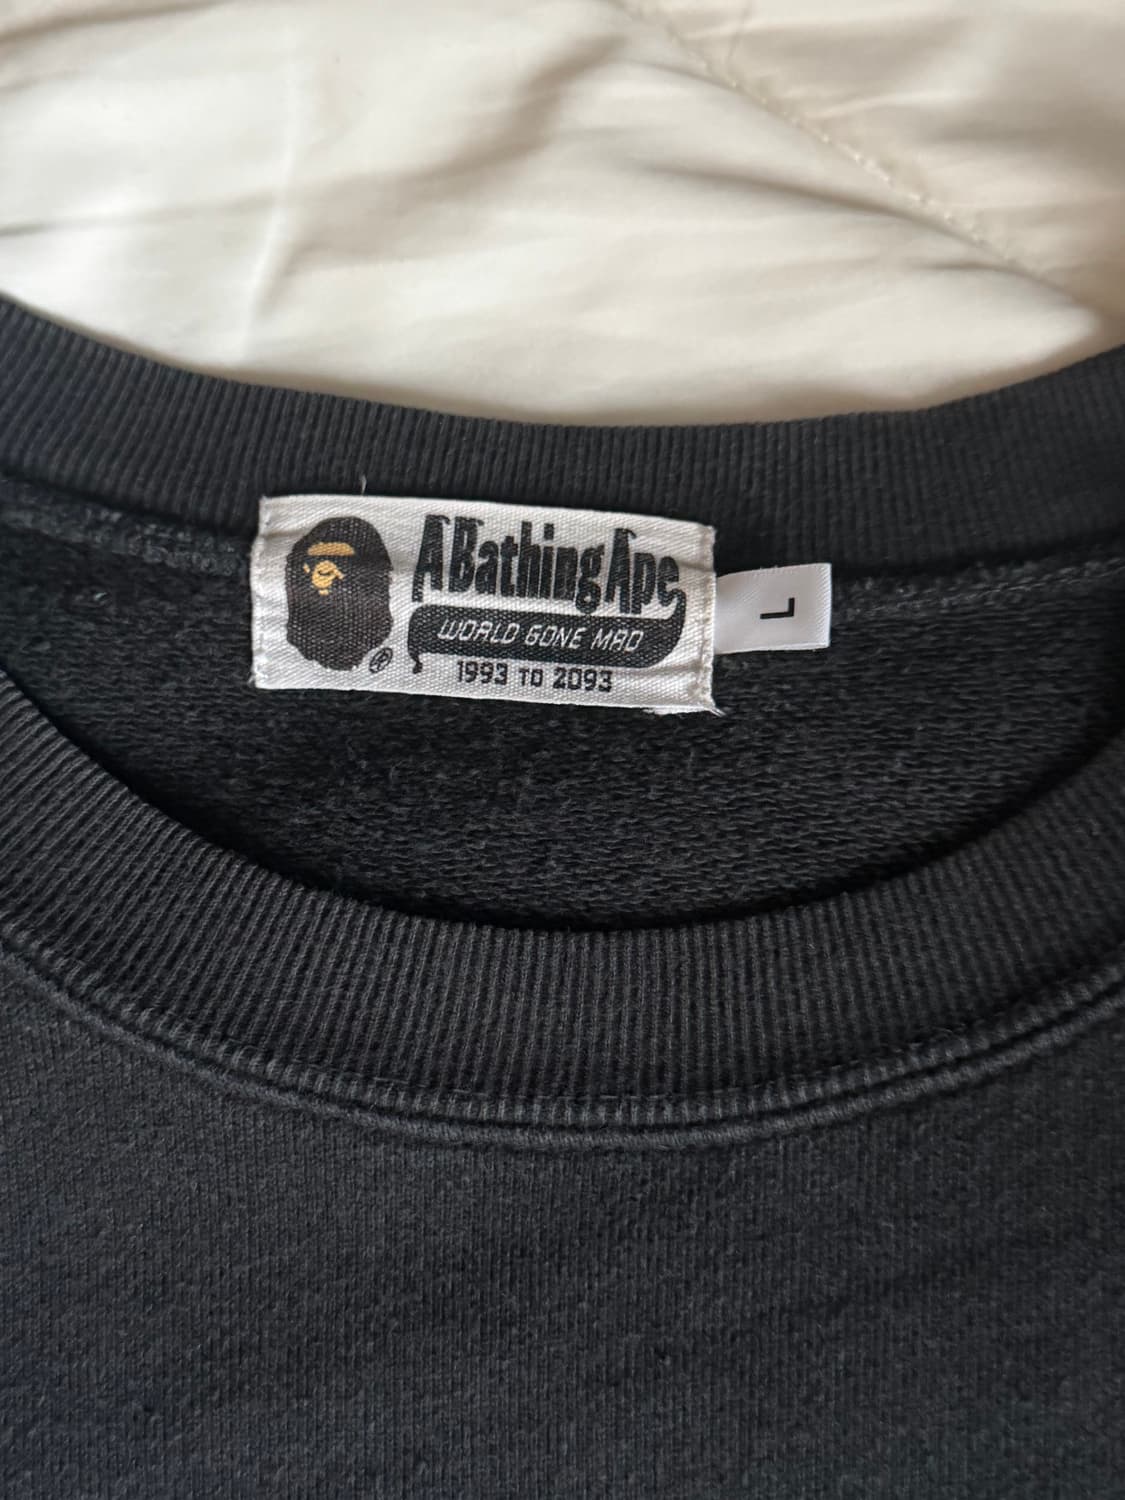 A Bathing Ape
®
WORLD GONE MAD
1993 TO 2093
L